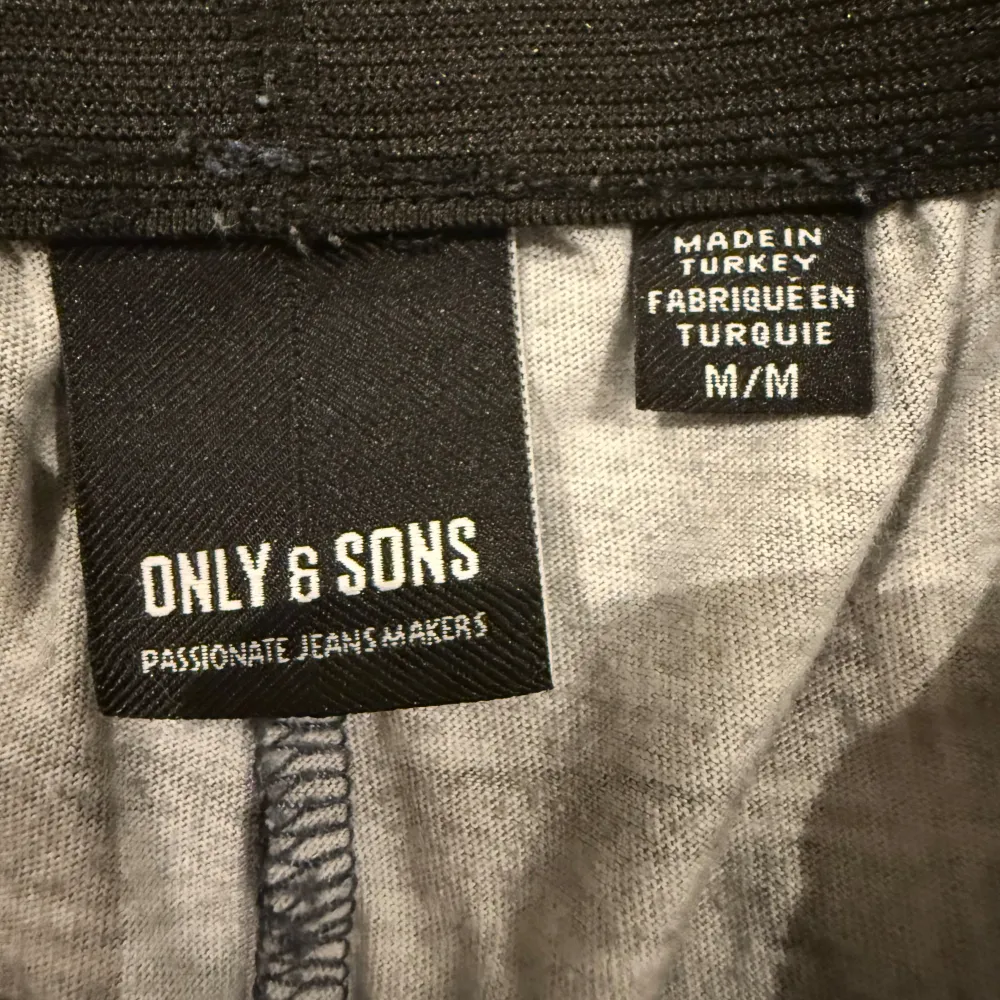 ONLY & SONS
PASSIONATE JEANS MAKERS
MADE IN
TURKEY
FABRIQUÉ EN
TURQUIE
M/M